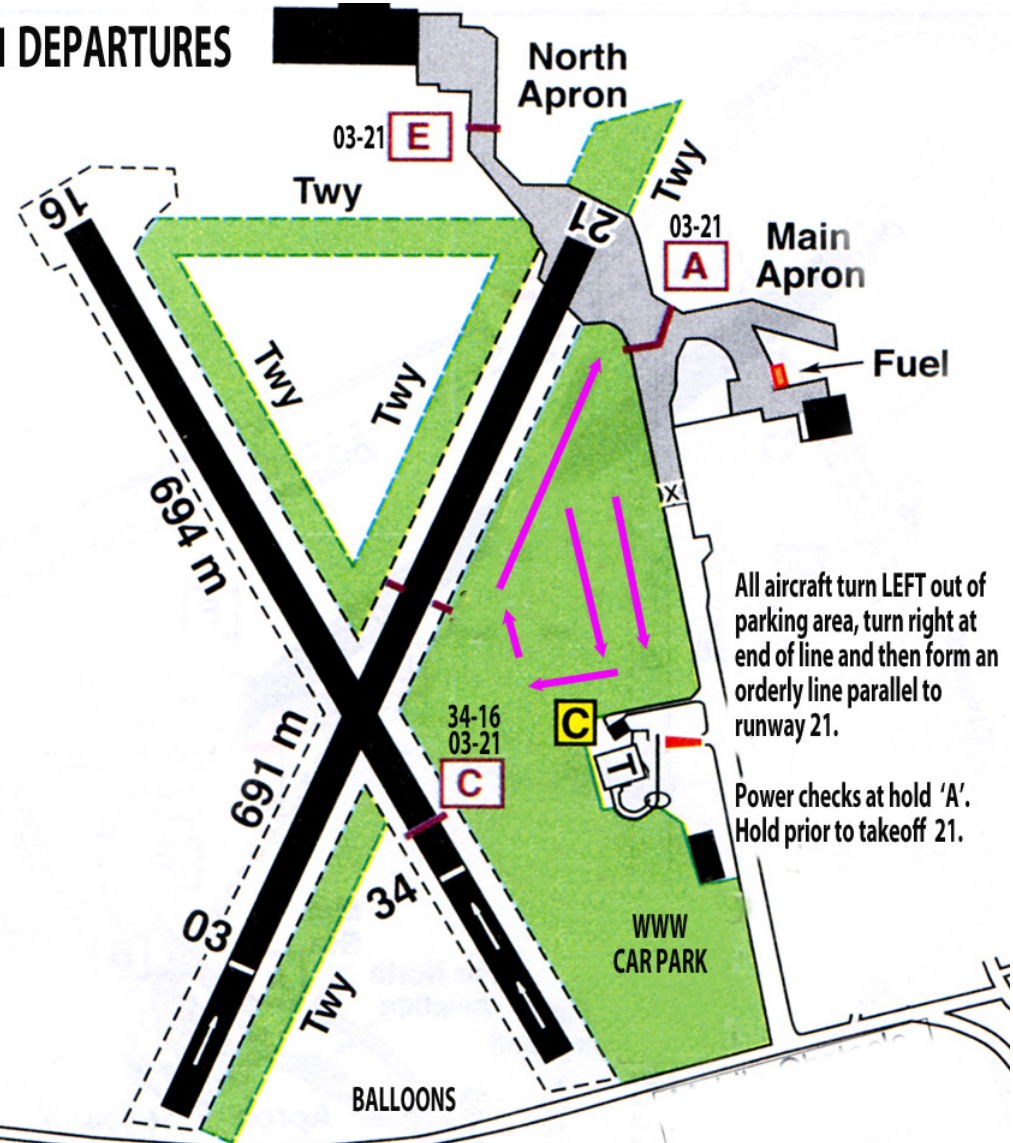 DEPARTURES
North
Apron
03-21
E
Twy
Twy
16
21
03-21
A
Main
Apron
Fuel
Twy
Twy
X
694 m
All aircraft turn LEFT out of
parking area, turn right at
end of line and then form an
orderly line parallel to
runway 21.
34-16
03-21
C
C
T
691 m
Power checks at hold 'A'.
Hold prior to takeoff 21.
03
34
WWW
CAR PARK
Twy
BALLOONS